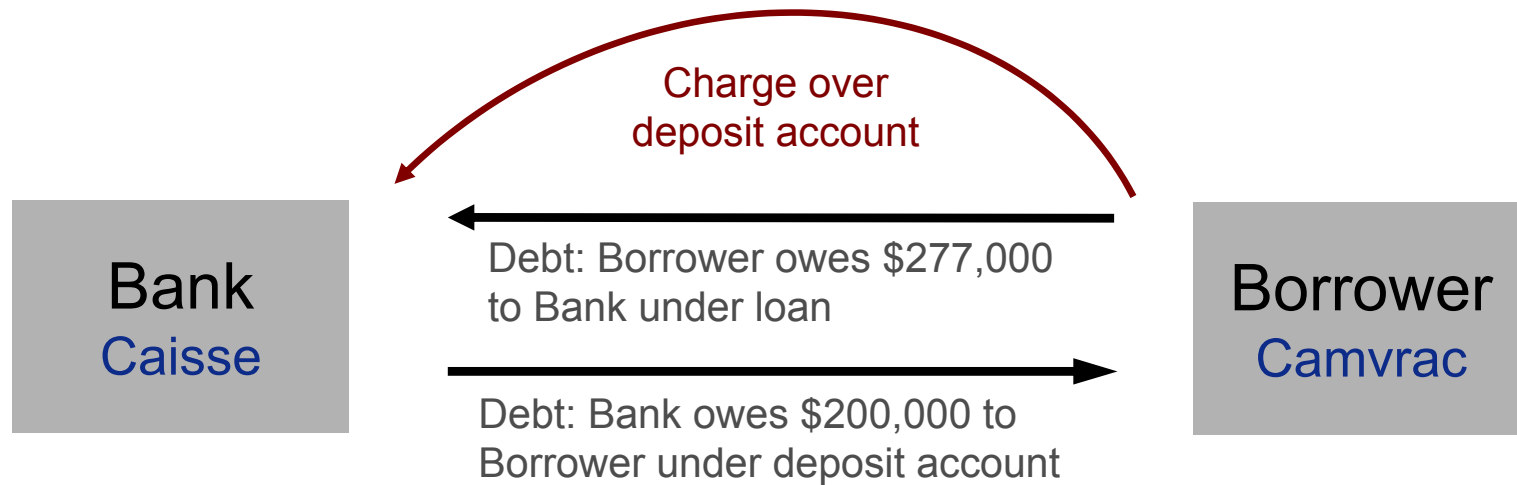 Charge over
deposit account
Bank
Caisse
Debt: Borrower owes $277,000
to Bank under loan
Debt: Bank owes $200,000 to
Borrower under deposit account
Borrower
Camvrac